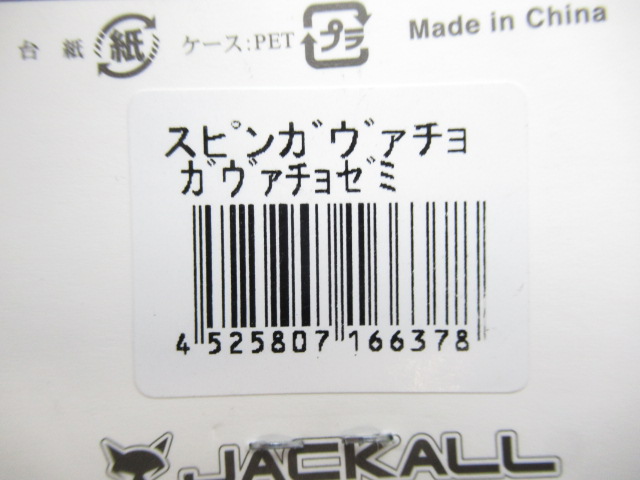 台 紙 紙 ケース:PET プラ Made in China
スピンガヴァチョ
ガヴァチョゼミ
4 525807 166378
JACKALL